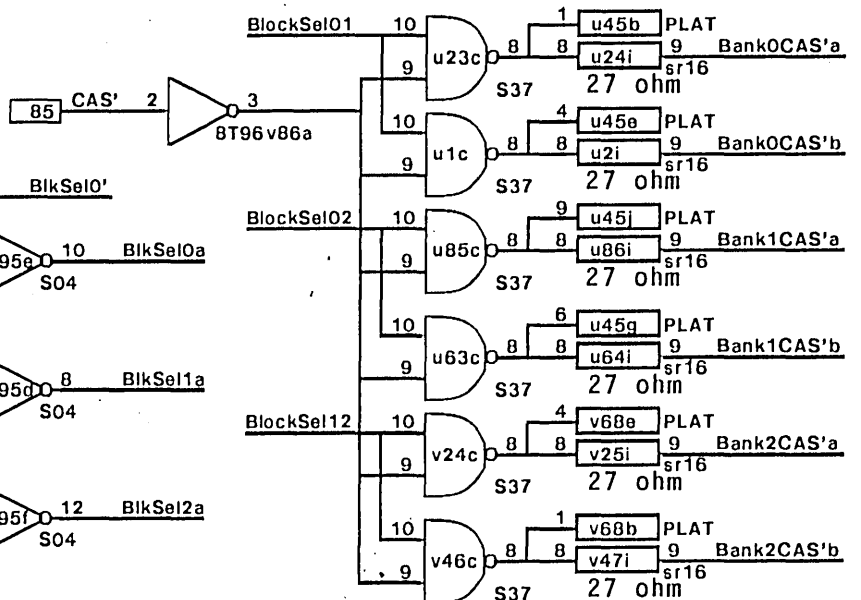 BlockSel01 10 u23c 8 1 u45b PLAT
9 S37 8 u24i 9 Bank0CAS'a
sr16
27 ohm
85 CAS' 2 3
8T96 v86a
10 u1c 8 4 u45e PLAT
9 S37 8 u2i 9 Bank0CAS'b
sr16
27 ohm
BlkSel0'
BlockSel02 10 u85c 8 9 u45j PLAT
9 S37 8 u86i 9 Bank1CAS'a
sr16
27 ohm
95e 10 BlkSel0a
S04
10 u63c 8 6 u45g PLAT
9 S37 8 u64i 9 Bank1CAS'b
sr16
27 ohm
95d 8 BlkSel1a
S04
BlockSel12 10 v24c 8 4 v68e PLAT
9 S37 8 v25i 9 Bank2CAS'a
sr16
27 ohm
95f 12 BlkSel2a
S04
10 v46c 8 1 v68b PLAT
9 S37 8 v47i 9 Bank2CAS'b
sr16
27 ohm